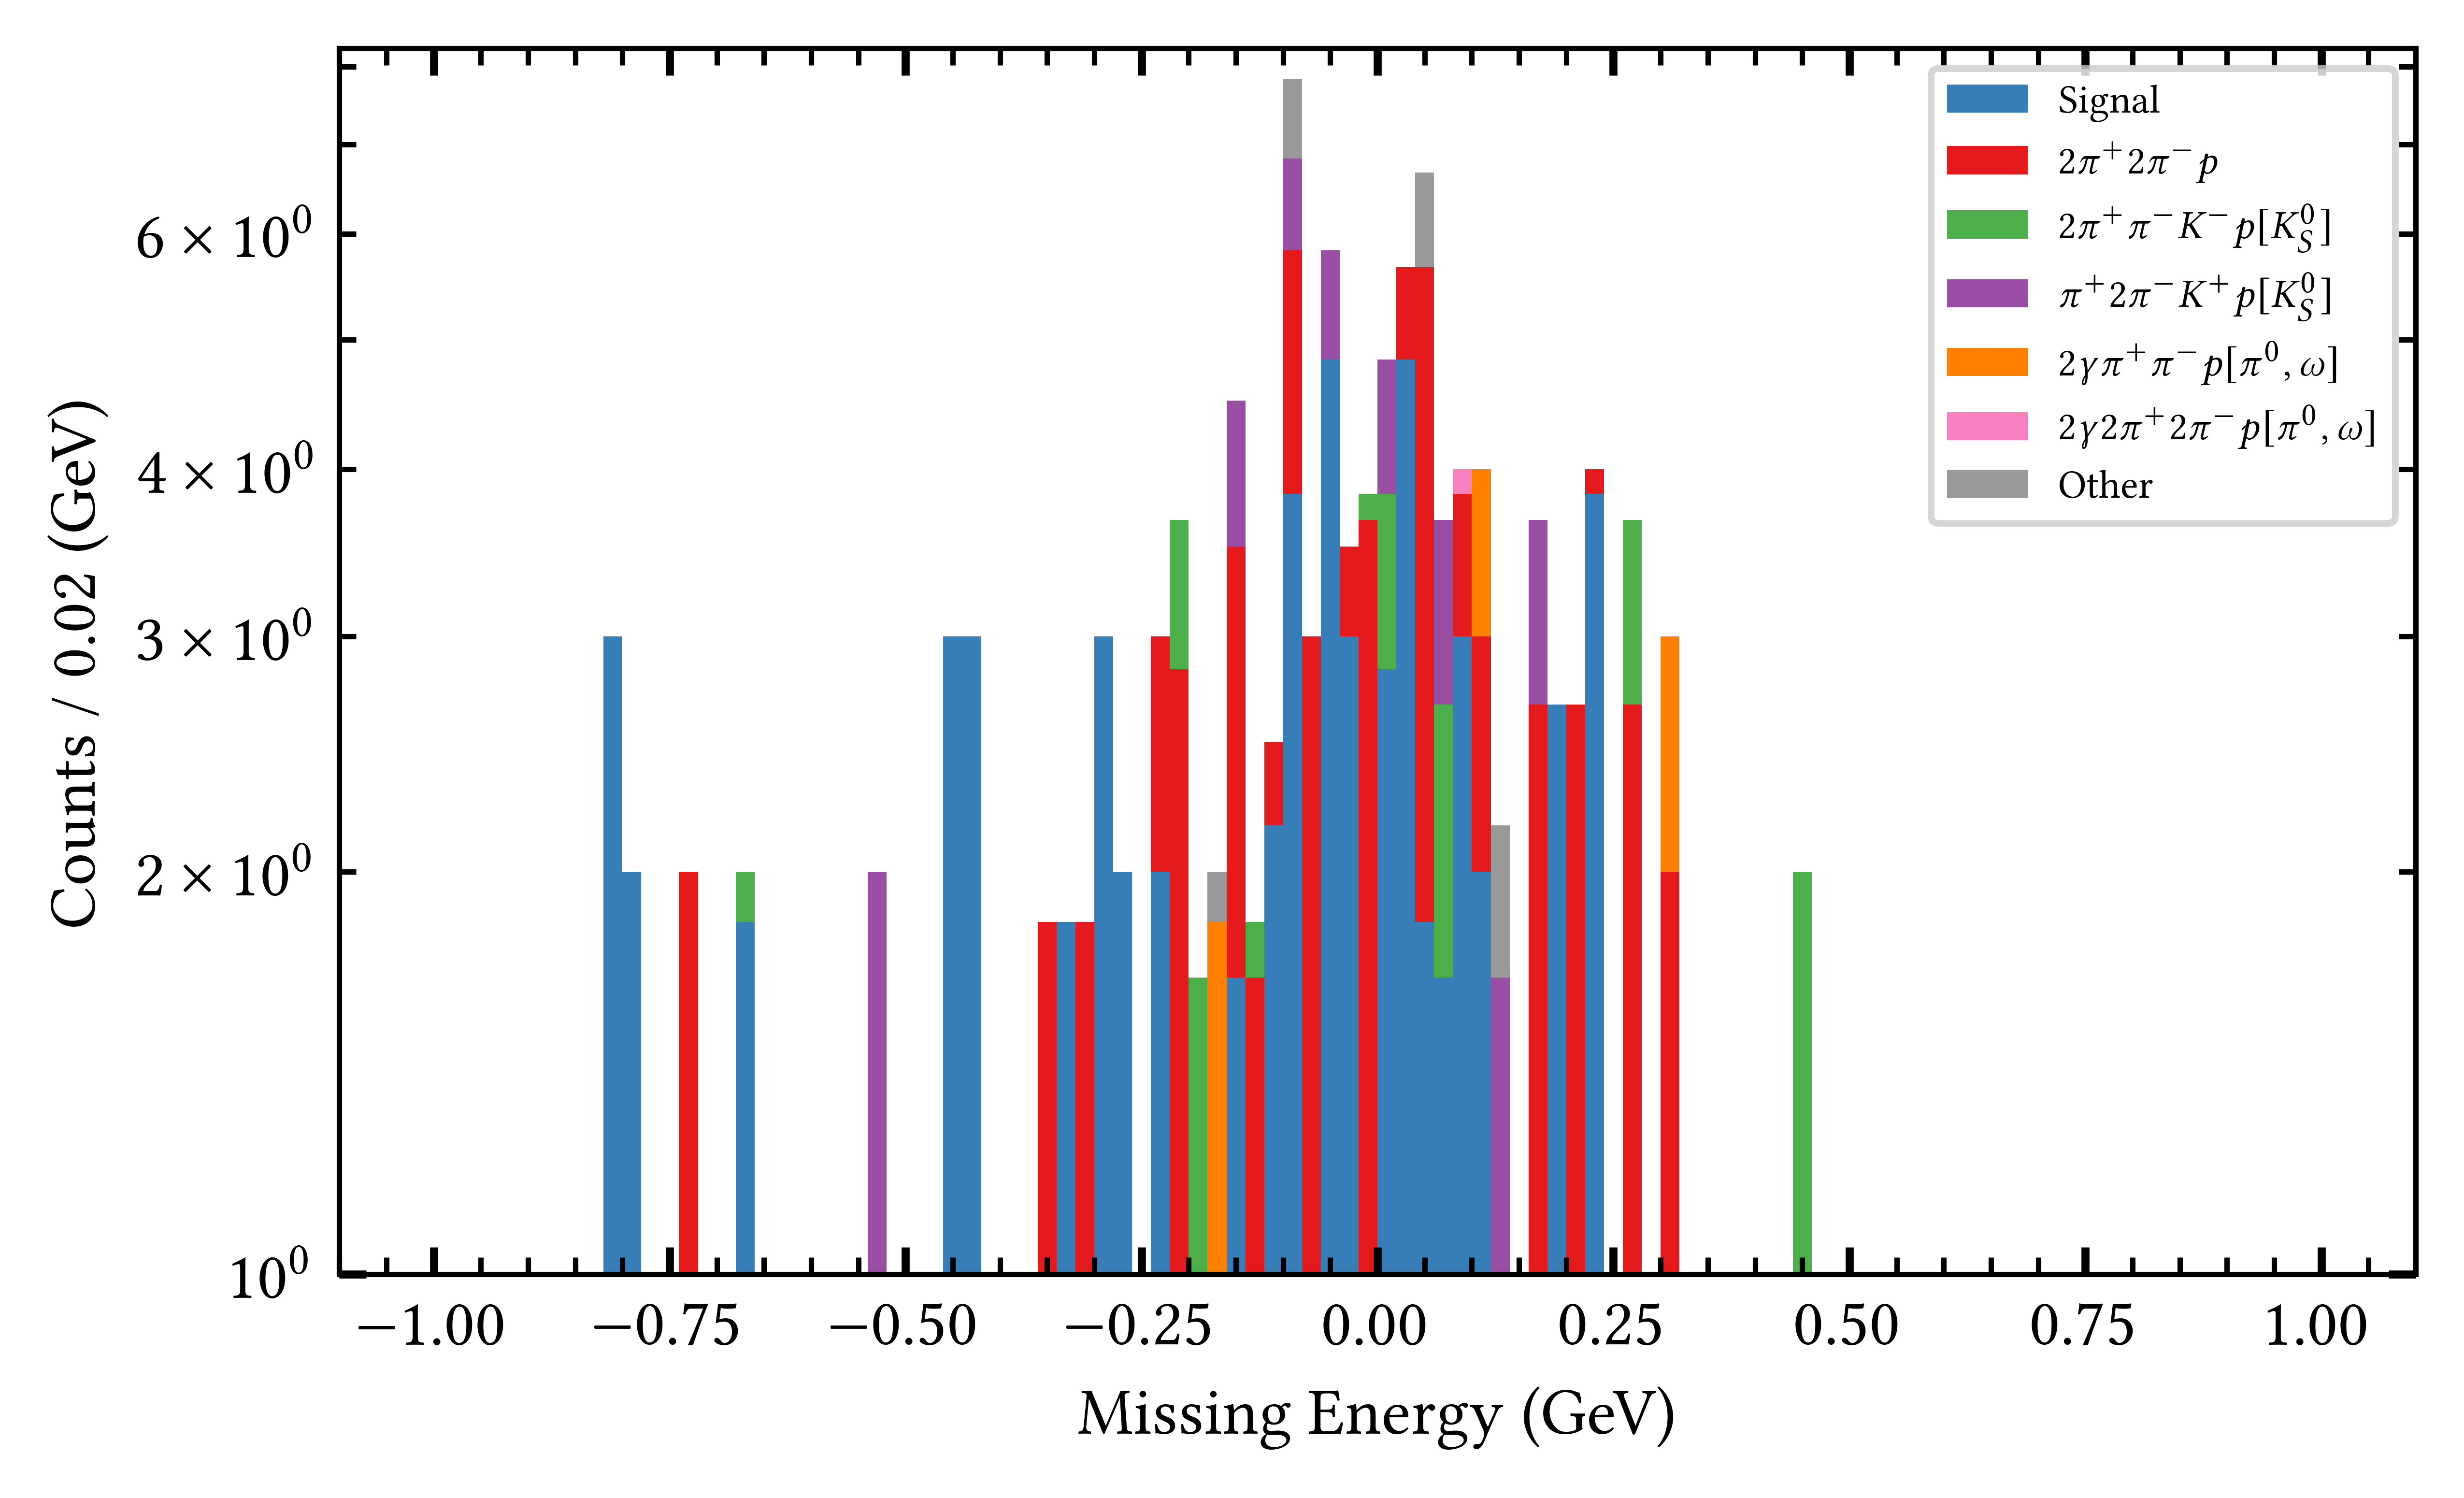 Counts / 0.02 (GeV)
6 × 10⁰
4 × 10⁰
3 × 10⁰
2 × 10⁰
10⁰
Signal
2π⁺2π⁻p
2π⁺π⁻K⁻p[K⁰_S]
π⁺2π⁻K⁺p[K⁰_S]
2γπ⁺π⁻p[π⁰, ω]
2γ2π⁺2π⁻p[π⁰, ω]
Other
−1.00 −0.75 −0.50 −0.25 0.00 0.25 0.50 0.75 1.00
Missing Energy (GeV)